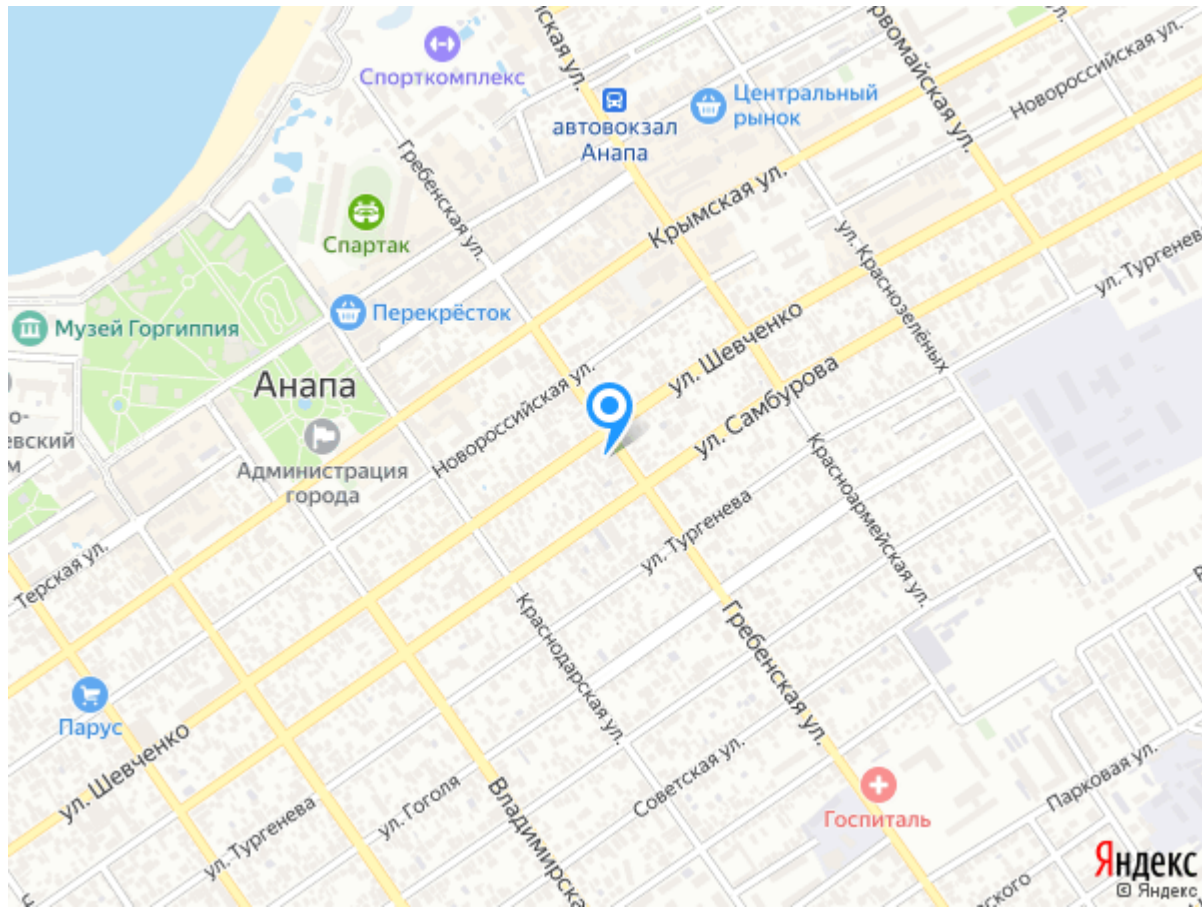 Спорткомплекс
автовокзал
Анапа
Центральный
рынок
Новороссийская ул.
Гребенская ул.
Спартак
Крымская ул.
ул. Краснозелёных
ул. Тургенева
Музей Горгиппия
Перекрёсток
Анапа
ул. Шевченко
ул. Самбурова
Новороссийская ул.
Администрация
города
Красноармейская ул.
ул. Тургенева
Терская ул.
Краснодарская ул.
Гребенская ул.
Парус
ул. Шевченко
ул. Тургенева
ул. Гоголя
Советская ул.
Парковая ул.
Госпиталь
Яндекс
© Яндекс